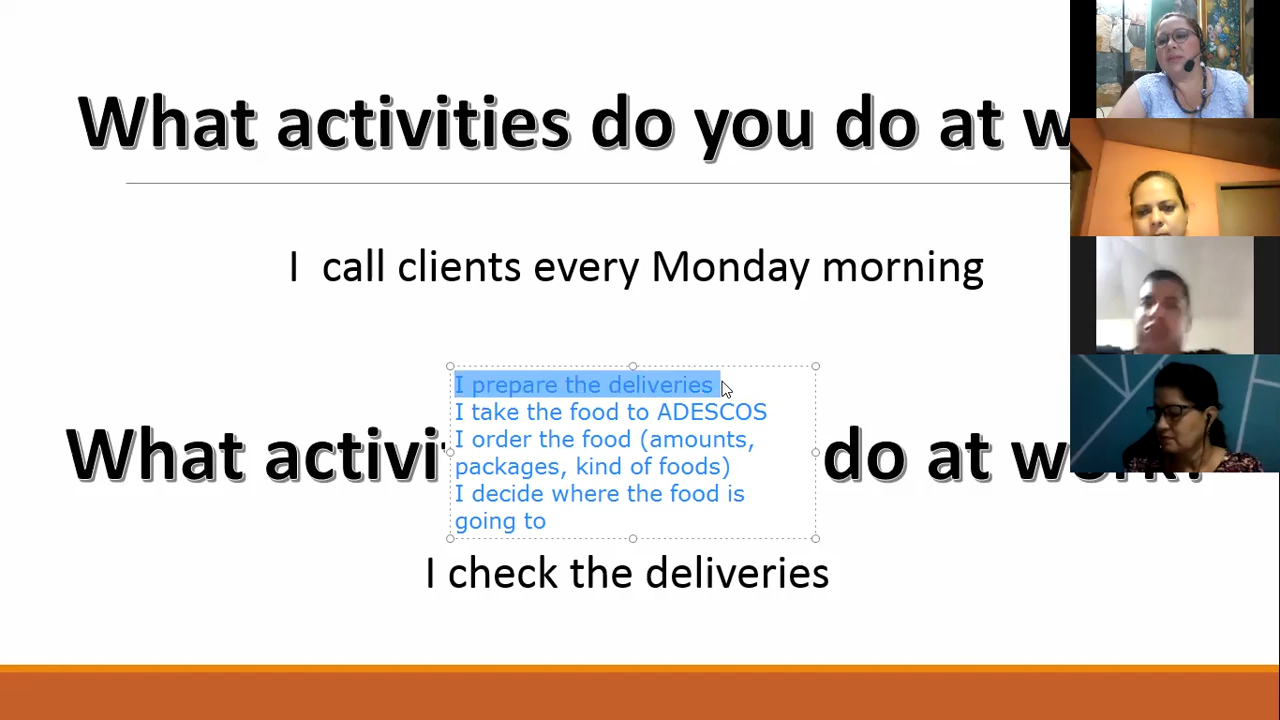 What activities do you do at w
I call clients every Monday morning
I prepare the deliveries
I take the food to ADESCOS
I order the food (amounts,
packages, kind of foods)
I decide where the food is
going to
What activit do at work?
I check the deliveries